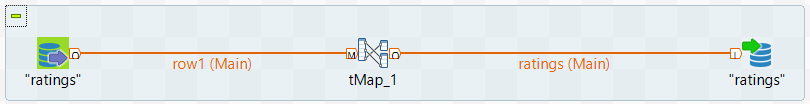 O
row1 (Main)
M
O
ratings (Main)
I
"ratings"
tMap_1
"ratings"